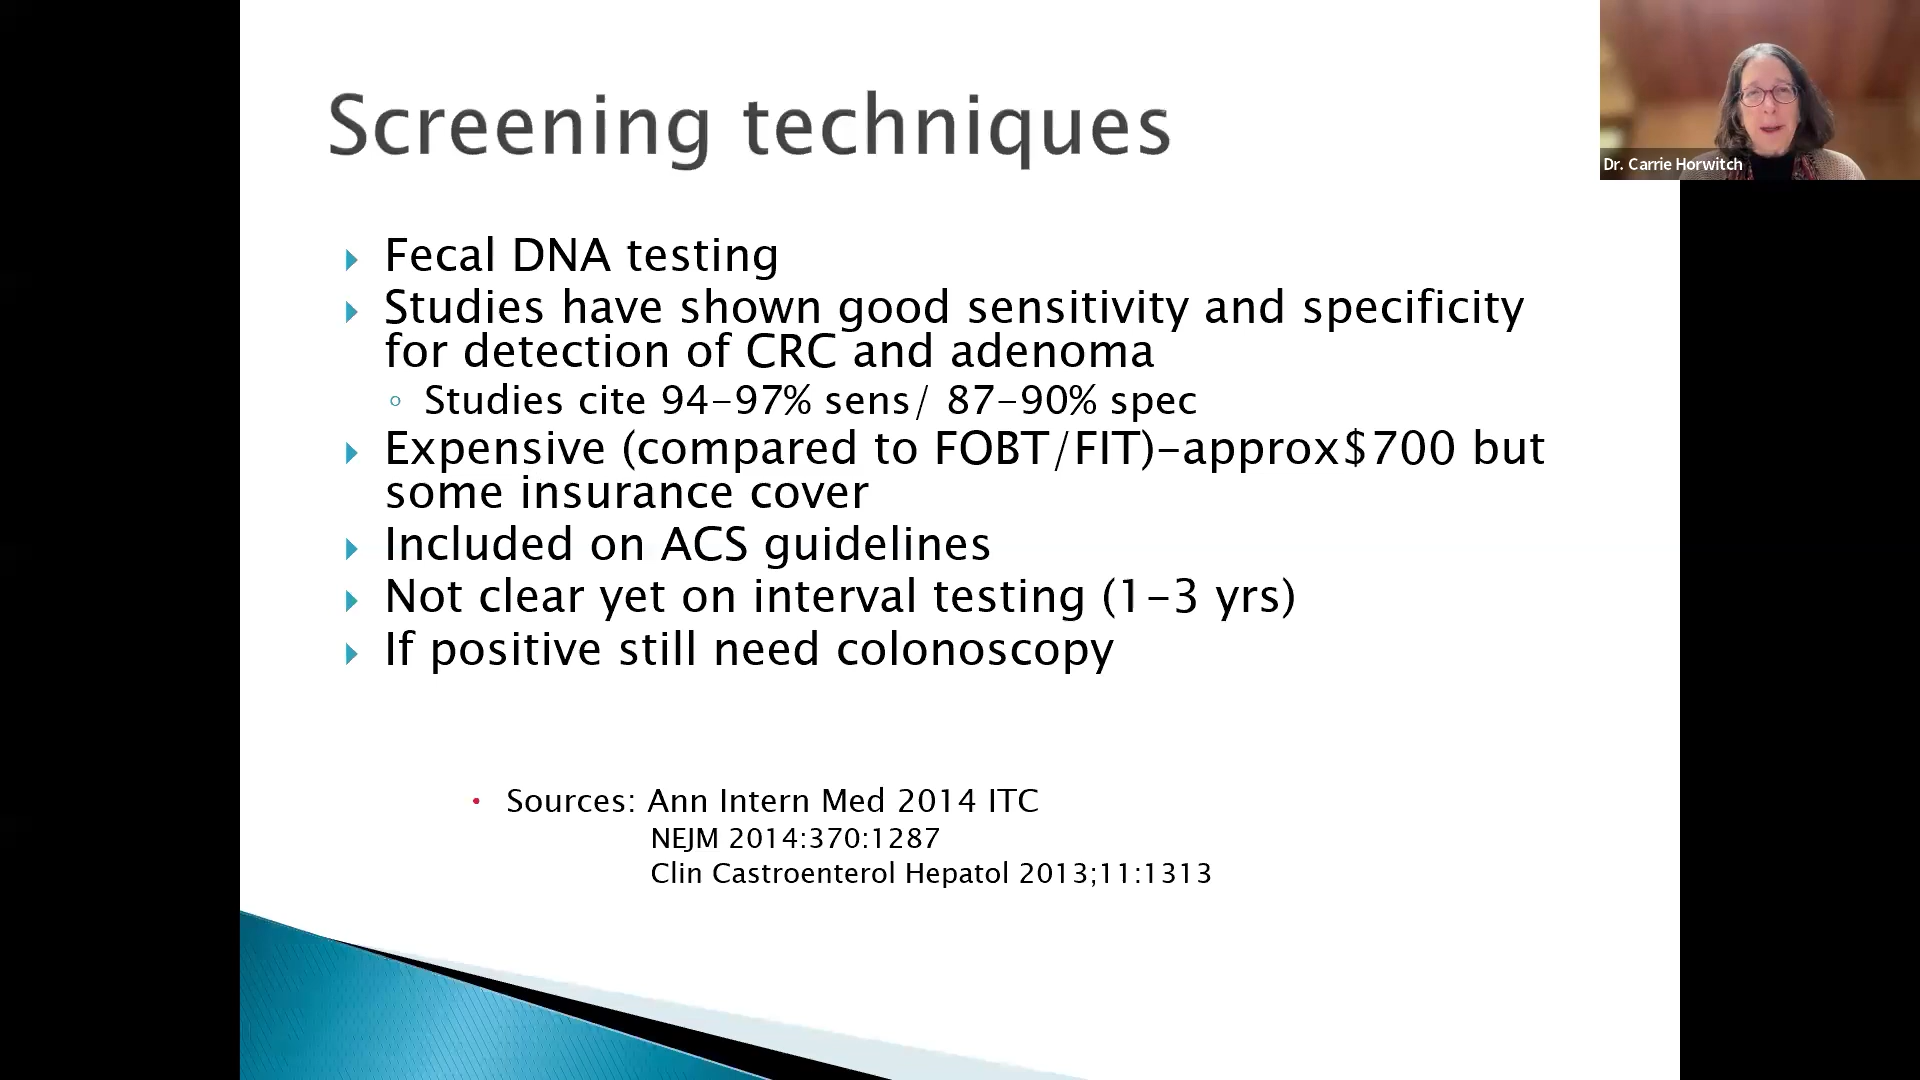 Screening techniques
Dr. Carrie Horwitch
Fecal DNA testing
Studies have shown good sensitivity and specificity
for detection of CRC and adenoma
Studies cite 94-97% sens/ 87-90% spec
Expensive (compared to FOBT/FIT)-approx$700 but
some insurance cover
Included on ACS guidelines
Not clear yet on interval testing (1-3 yrs)
If positive still need colonoscopy
Sources: Ann Intern Med 2014 ITC
NEJM 2014:370:1287
Clin Castroenterol Hepatol 2013;11:1313